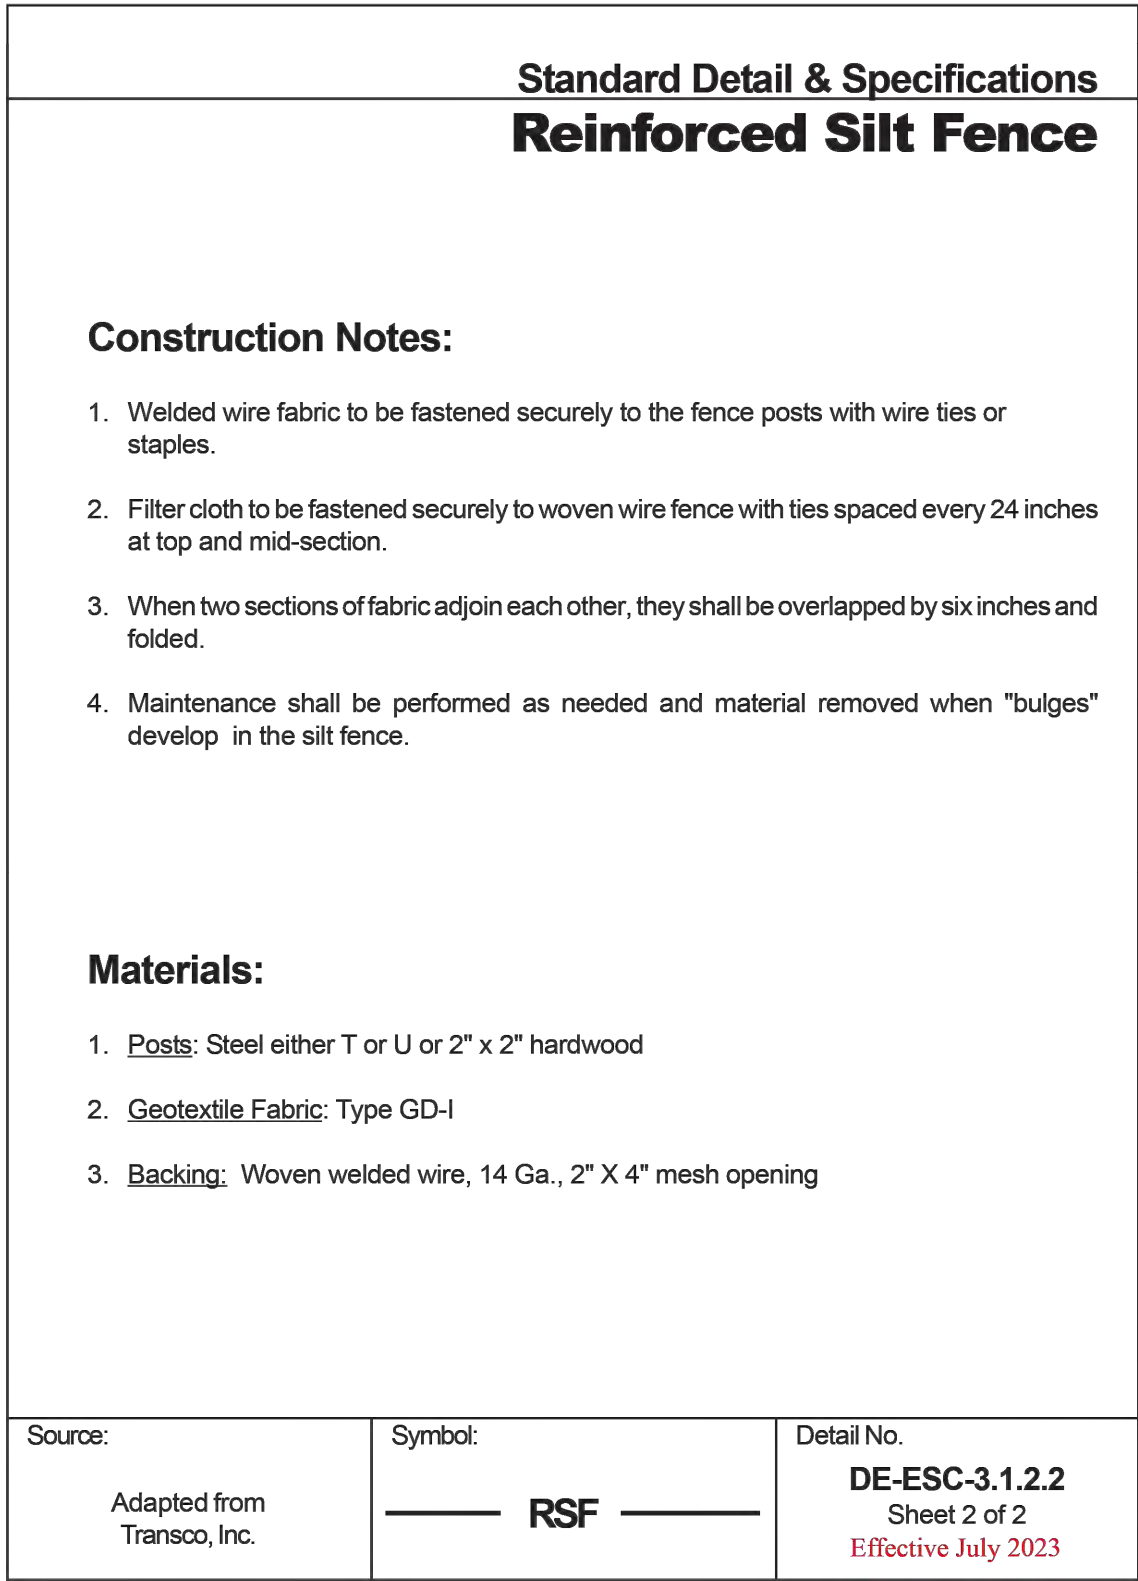 Standard Detail & Specifications
Reinforced Silt Fence
Construction Notes:
1. Welded wire fabric to be fastened securely to the fence posts with wire ties or
staples.
2. Filter cloth to be fastened securely to woven wire fence with ties spaced every 24 inches
at top and mid-section.
3. When two sections of fabric adjoin each other, they shall be overlapped by six inches and
folded.
4. Maintenance shall be performed as needed and material removed when "bulges"
develop in the silt fence.
Materials:
1. Posts: Steel either T or U or 2" x 2" hardwood
2. Geotextile Fabric: Type GD-I
3. Backing: Woven welded wire, 14 Ga., 2" X 4" mesh opening
Source:
Adapted from
Transco, Inc.
Symbol:
RSF
Detail No.
DE-ESC-3.1.2.2
Sheet 2 of 2
Effective July 2023